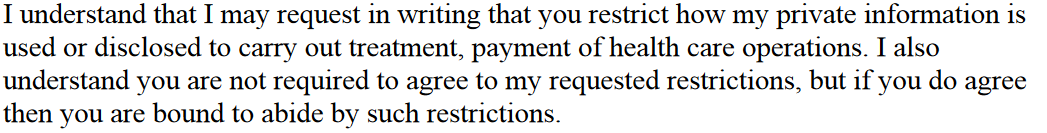 I understand that I may request in writing that you restrict how my private information is
used or disclosed to carry out treatment, payment of health care operations. I also
understand you are not required to agree to my requested restrictions, but if you do agree
then you are bound to abide by such restrictions.